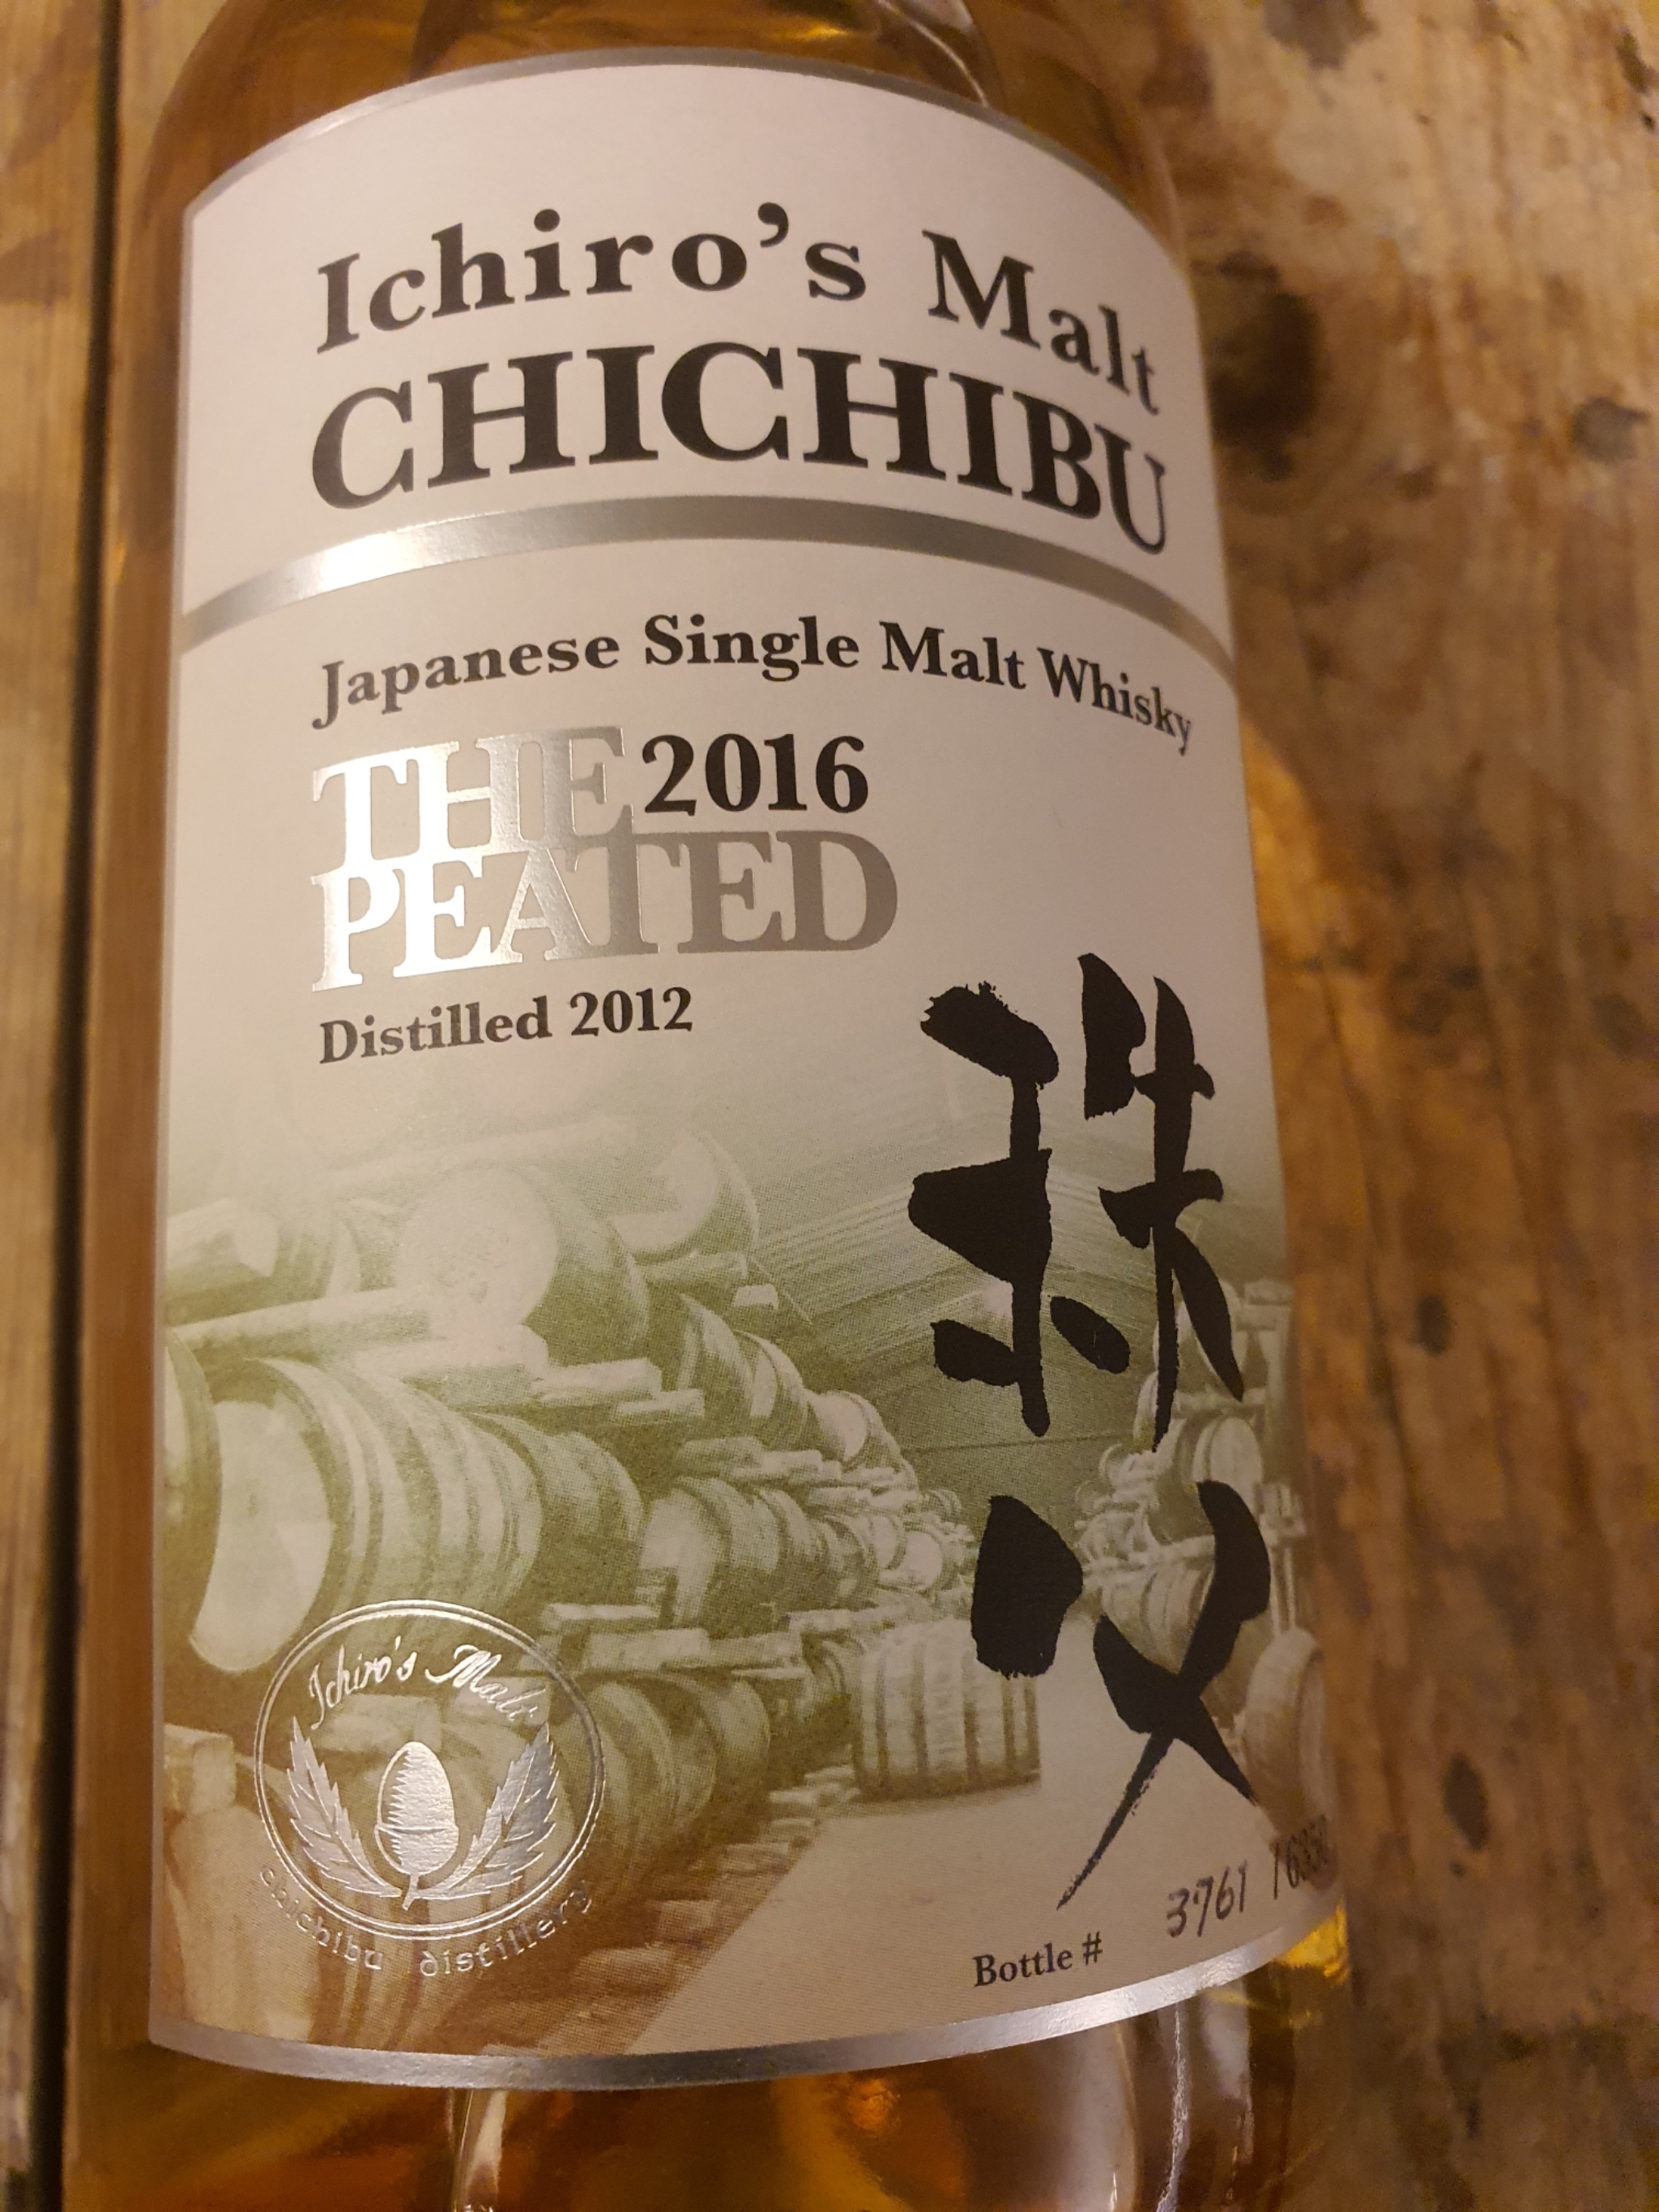 Ichiro's Malt
CHICHIBU
Japanese Single Malt Whisky
THE 2016
PEATED
Distilled 2012
秩父
Ichiro's Malt
chichibu distillery
Bottle # 3761